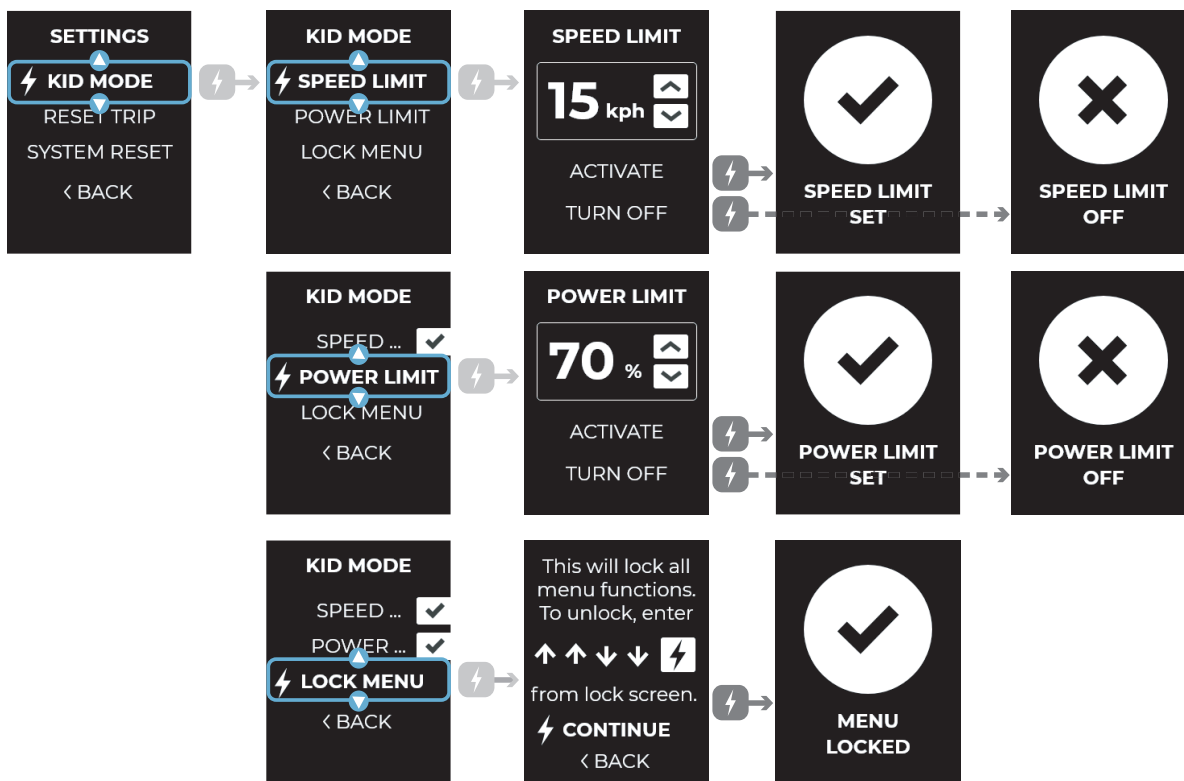 SETTINGS
KID MODE
RESET TRIP
SYSTEM RESET
< BACK
KID MODE
SPEED LIMIT
POWER LIMIT
LOCK MENU
< BACK
SPEED LIMIT
15 kph
ACTIVATE
TURN OFF
SPEED LIMIT
SET
SPEED LIMIT
OFF
KID MODE
SPEED ...
POWER LIMIT
LOCK MENU
< BACK
POWER LIMIT
70 %
ACTIVATE
TURN OFF
POWER LIMIT
SET
POWER LIMIT
OFF
KID MODE
SPEED ...
POWER ...
LOCK MENU
< BACK
This will lock all
menu functions.
To unlock, enter
↑ ↑ ↓ ↓
from lock screen.
CONTINUE
< BACK
MENU
LOCKED